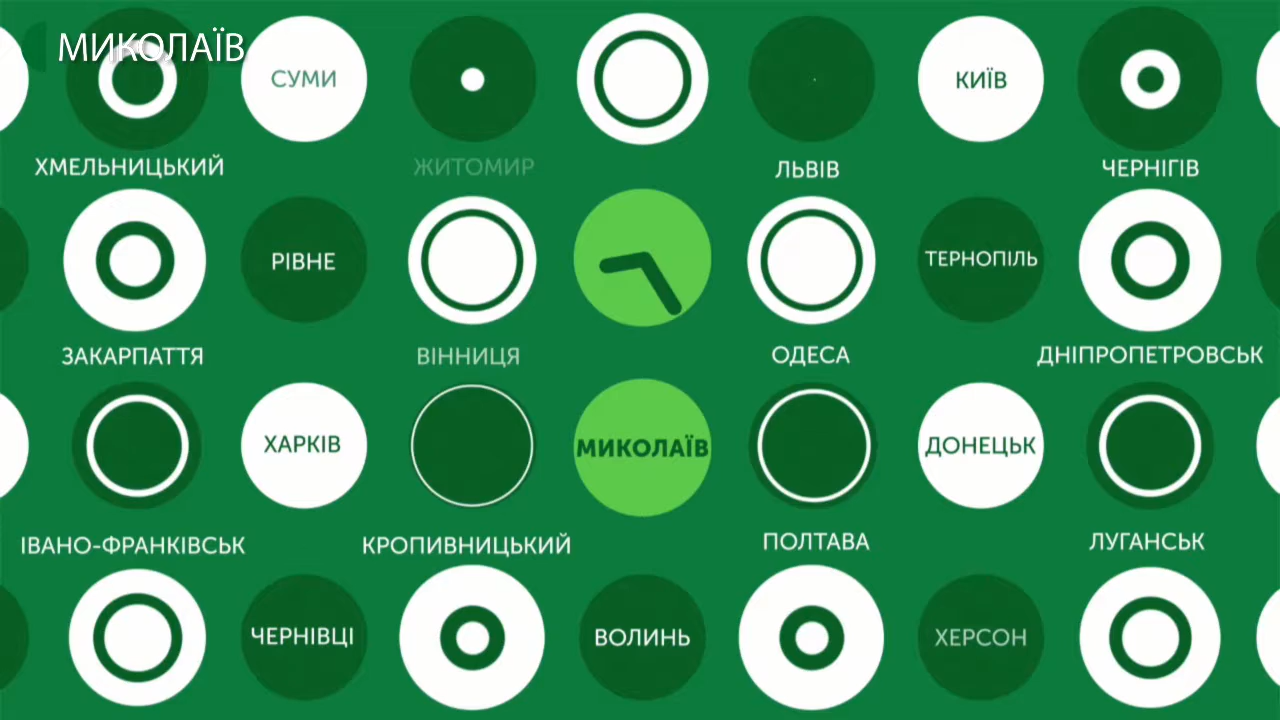 МИКОЛАЇВ
СУМИ
КИЇВ
ХМЕЛЬНИЦЬКИЙ
ЖИТОМИР
ЛЬВІВ
ЧЕРНІГІВ
РІВНЕ
ТЕРНОПІЛЬ
ЗАКАРПАТТЯ
ВІННИЦЯ
ОДЕСА
ДНІПРОПЕТРОВСЬК
ХАРКІВ
МИКОЛАЇВ
ДОНЕЦЬК
ІВАНО-ФРАНКІВСЬК
КРОПИВНИЦЬКИЙ
ПОЛТАВА
ЛУГАНСЬК
ЧЕРНІВЦІ
ВОЛИНЬ
ХЕРСОН